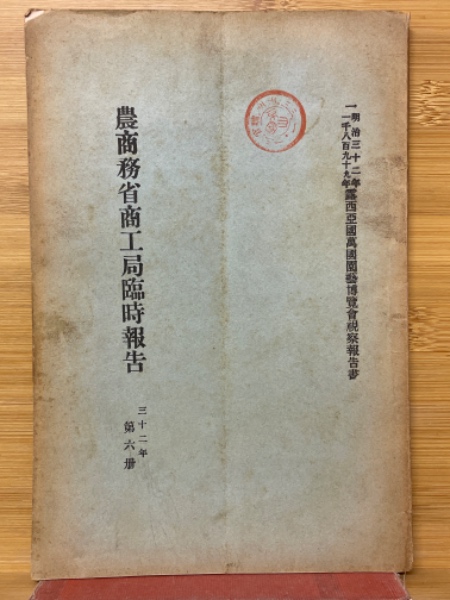 一 明治三十二年
一千八百九十九年
露西亞國萬國園藝博覽會視察報告書
農商務省商工局臨時報告
三十二年
第六册